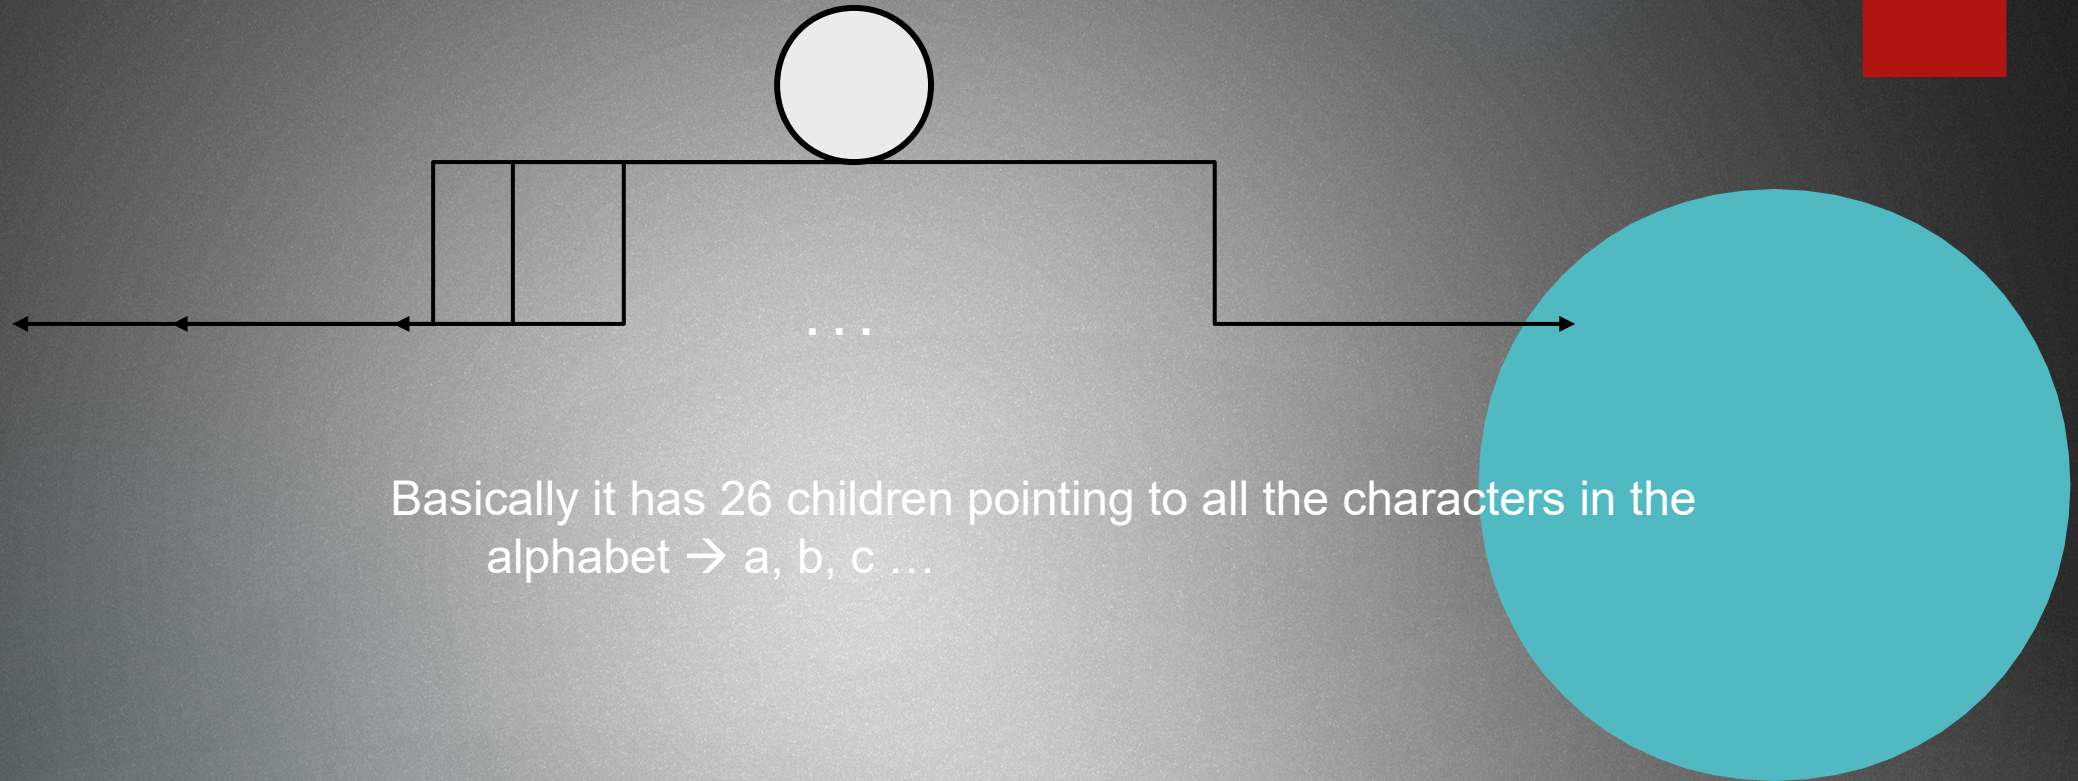 ...
Basically it has 26 children pointing to all the characters in the
alphabet → a, b, c …